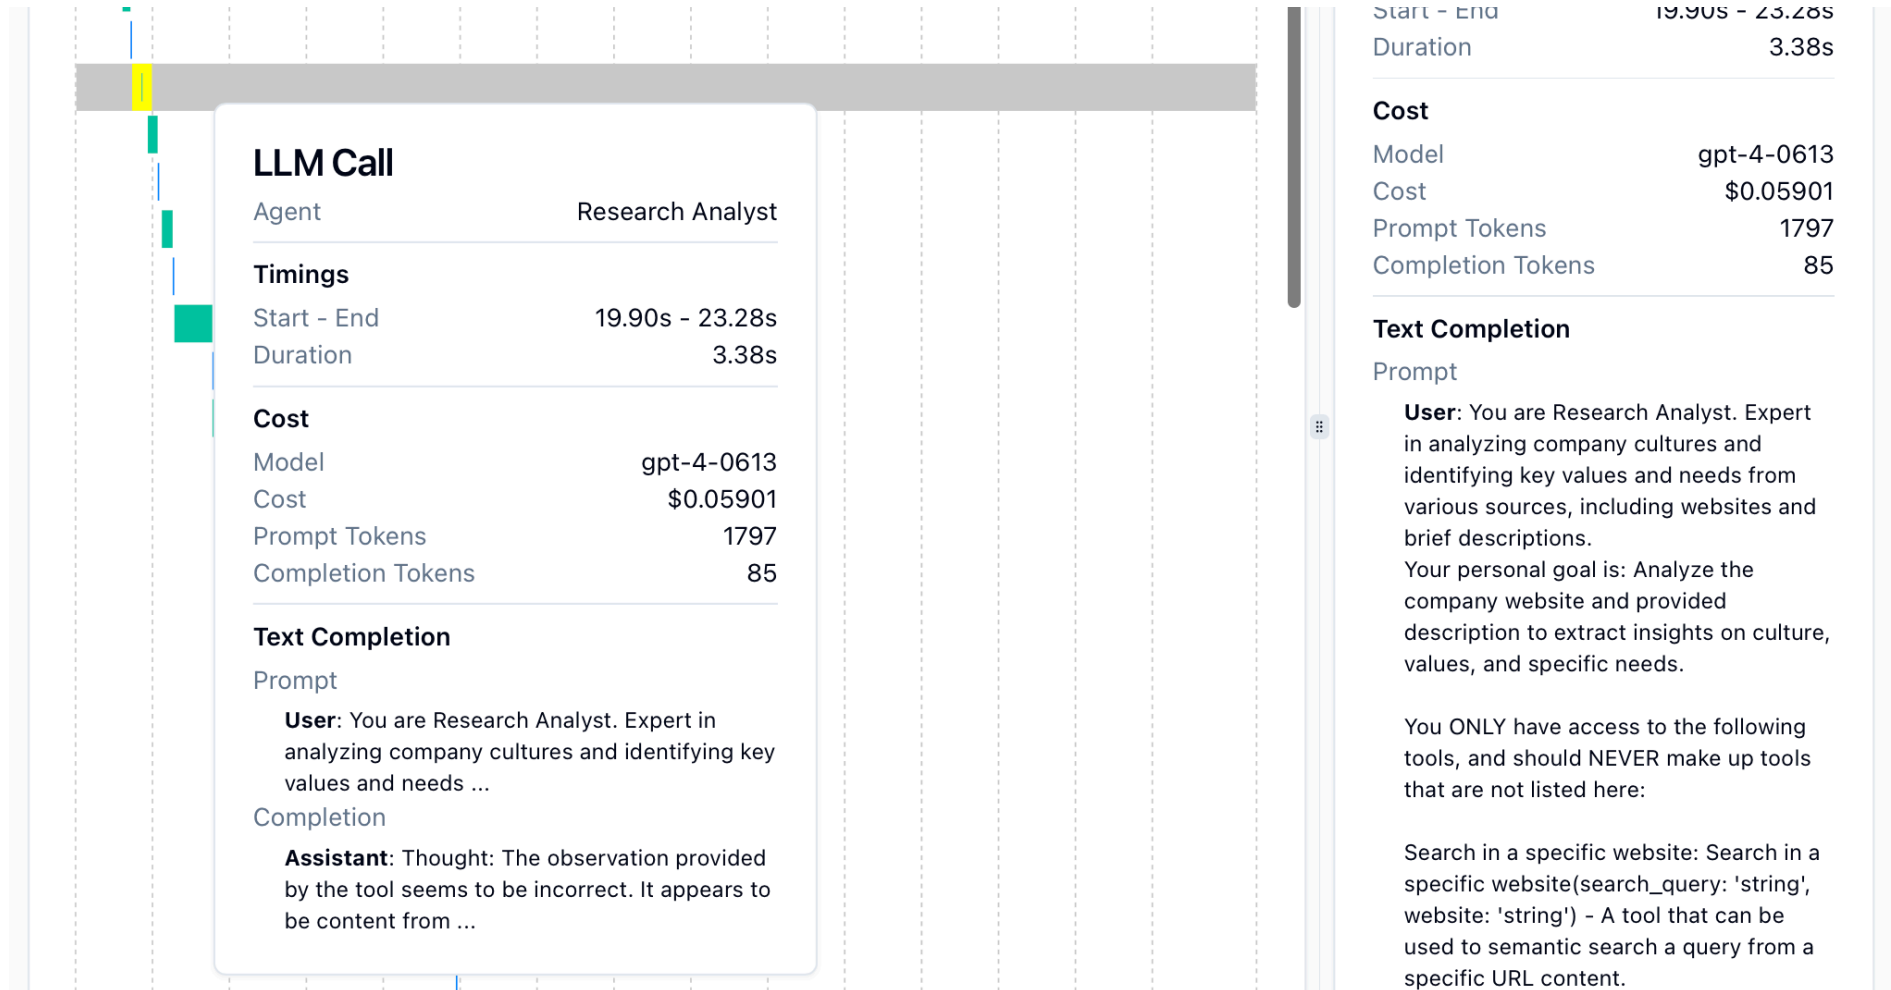 LLM Call
Agent Research Analyst
Timings
Start - End 19.90s - 23.28s
Duration 3.38s
Cost
Model gpt-4-0613
Cost $0.05901
Prompt Tokens 1797
Completion Tokens 85
Text Completion
Prompt
User: You are Research Analyst. Expert in
analyzing company cultures and identifying key
values and needs ...
Completion
Assistant: Thought: The observation provided
by the tool seems to be incorrect. It appears to
be content from ...
Start - End 19.90s - 23.28s
Duration 3.38s
Cost
Model gpt-4-0613
Cost $0.05901
Prompt Tokens 1797
Completion Tokens 85
Text Completion
Prompt
User: You are Research Analyst. Expert
in analyzing company cultures and
identifying key values and needs from
various sources, including websites and
brief descriptions.
Your personal goal is: Analyze the
company website and provided
description to extract insights on culture,
values, and specific needs.
You ONLY have access to the following
tools, and should NEVER make up tools
that are not listed here:
Search in a specific website: Search in a
specific website(search_query: 'string',
website: 'string') - A tool that can be
used to semantic search a query from a
specific URL content.